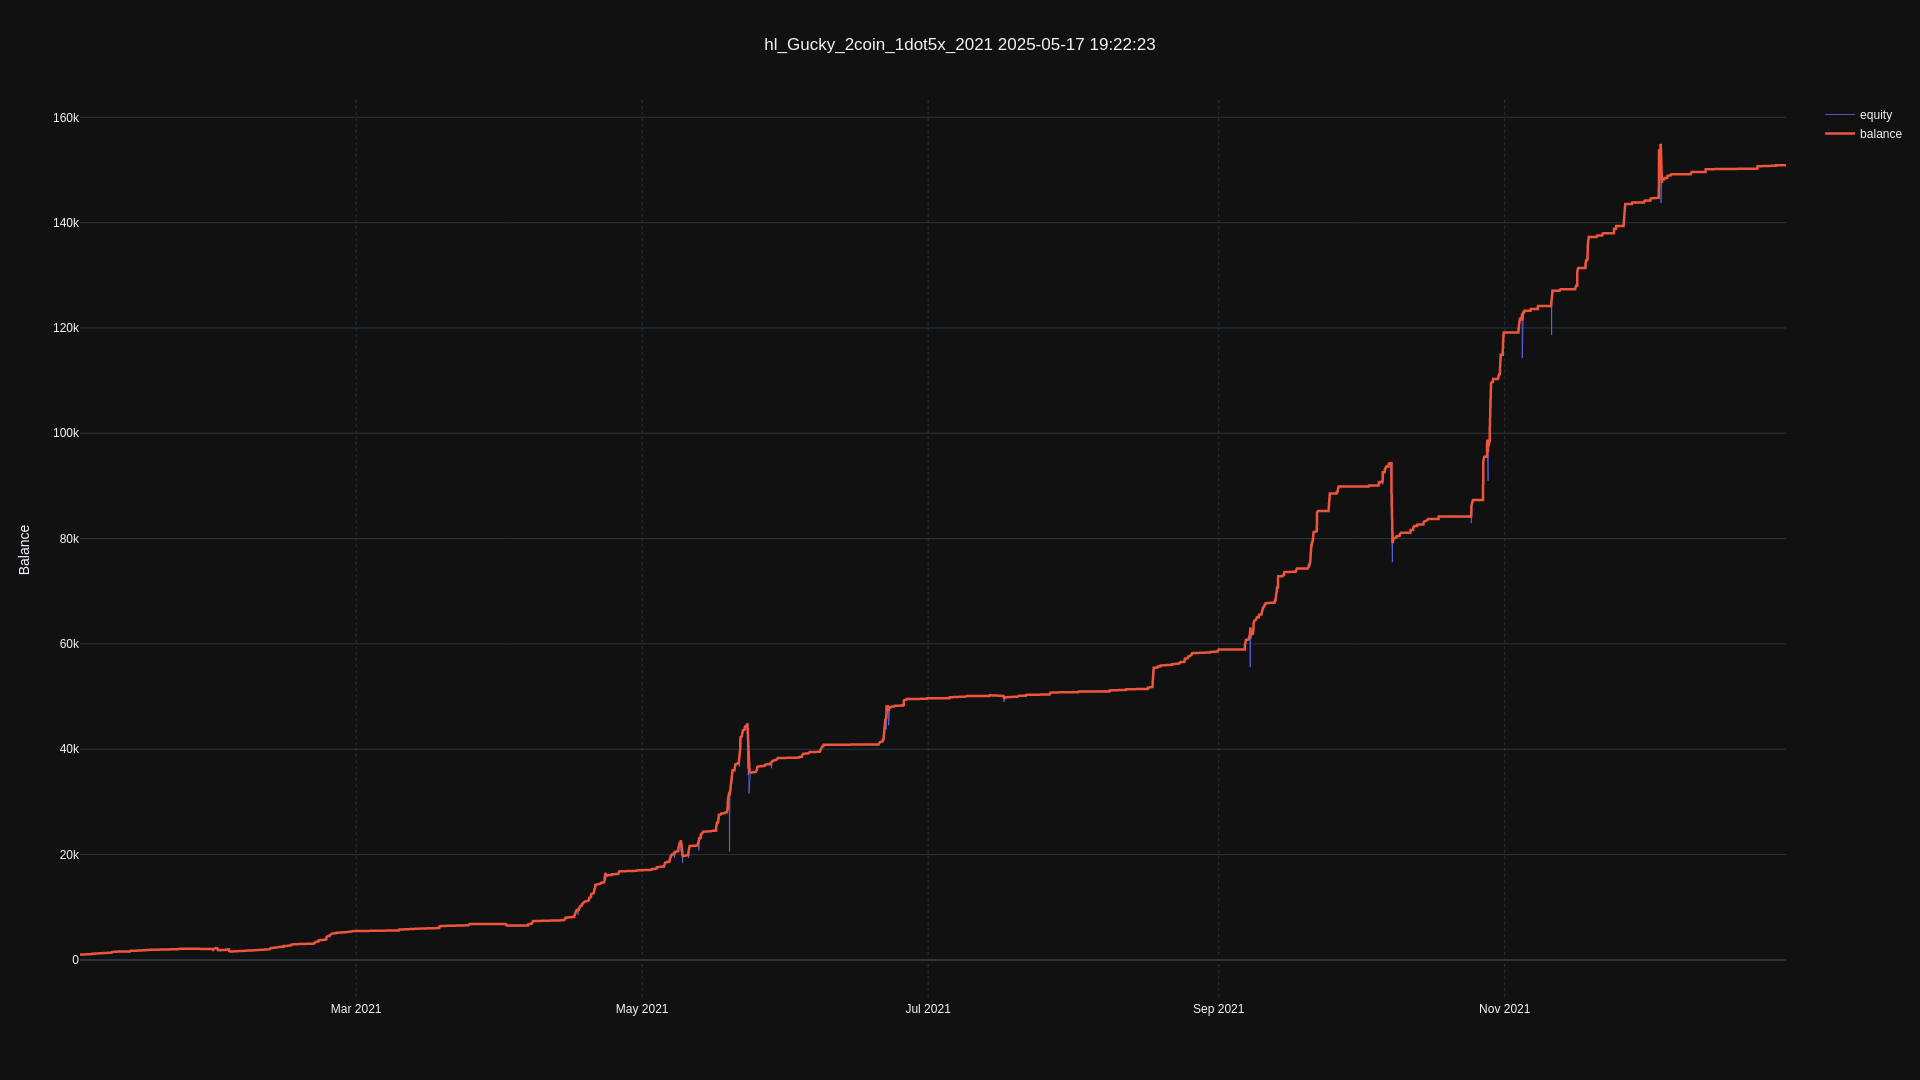 hl_Gucky_2coin_1dot5x_2021 2025-05-17 19:22:23
equity
balance
160k
140k
120k
100k
80k
60k
40k
20k
0
Balance
Mar 2021
May 2021
Jul 2021
Sep 2021
Nov 2021